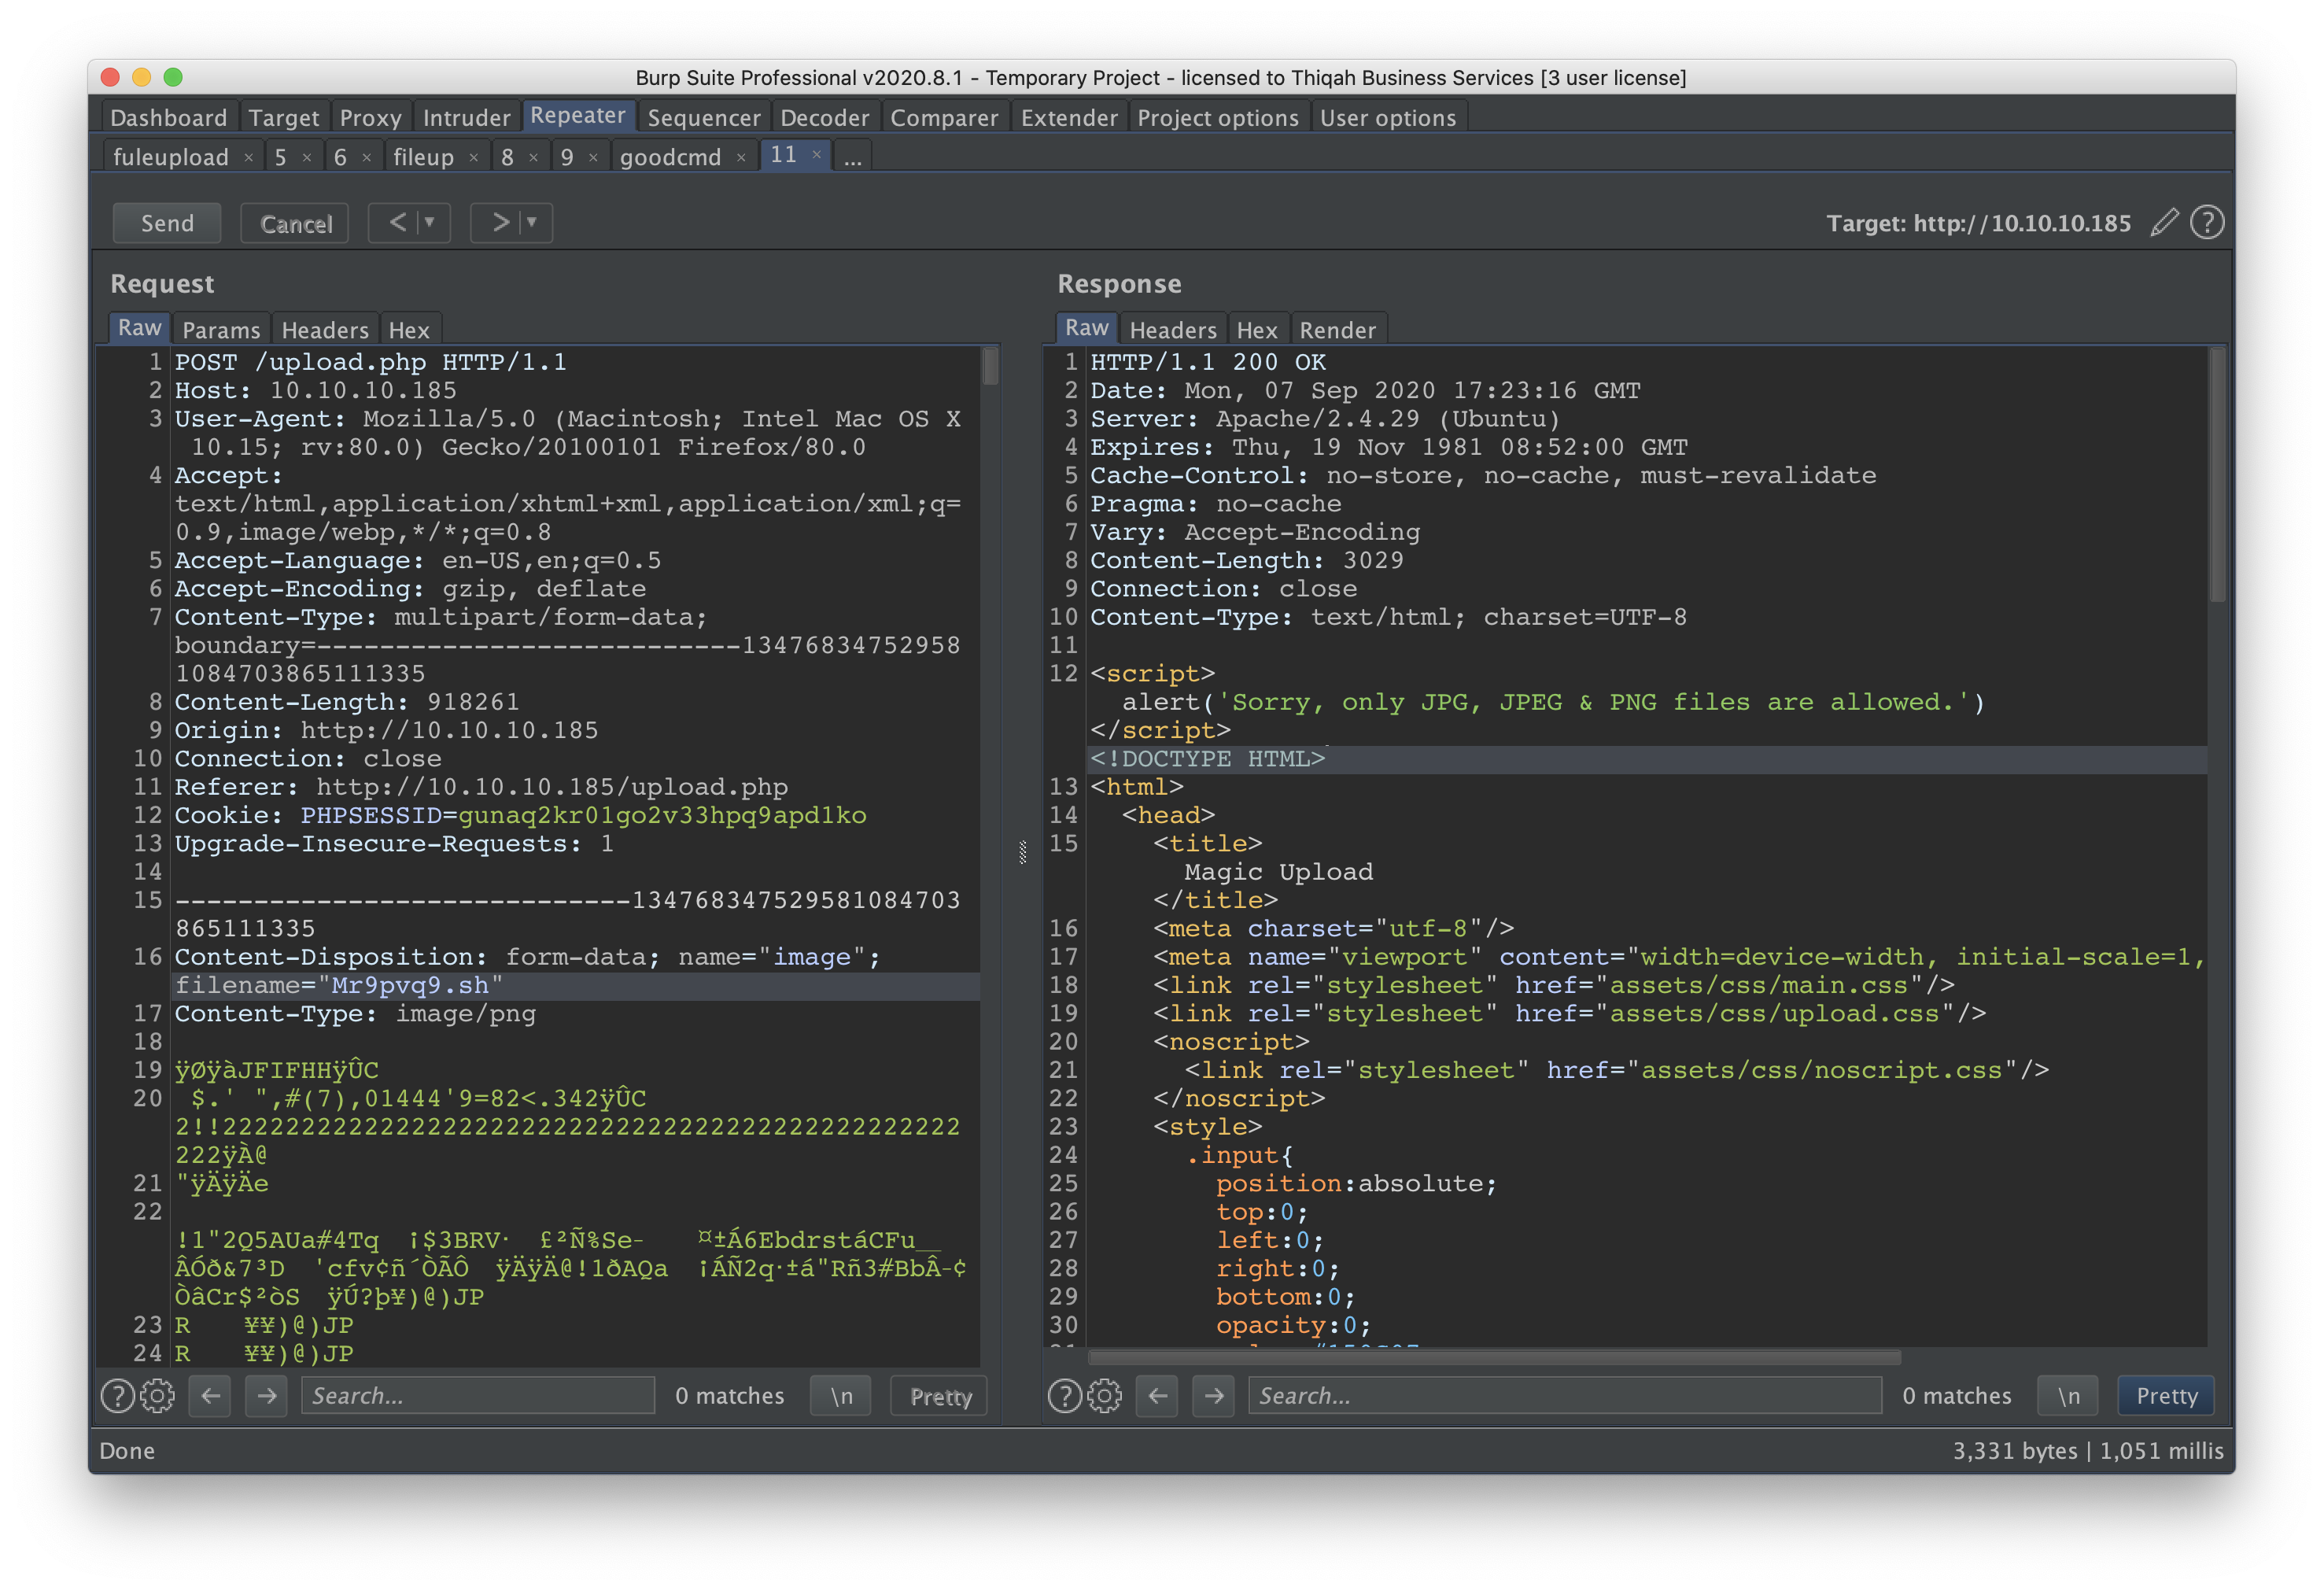 Burp Suite Professional v2020.8.1 - Temporary Project - licensed to Thiqah Business Services [3 user license]
Dashboard Target Proxy Intruder Repeater Sequencer Decoder Comparer Extender Project options User options
fuleupload × 5 × 6 × fileup × 8 × 9 × goodcmd × 11 × ...
Send Cancel < > Target: http://10.10.10.185 ?
Request
Raw Params Headers Hex
1 POST /upload.php HTTP/1.1
2 Host: 10.10.10.185
3 User-Agent: Mozilla/5.0 (Macintosh; Intel Mac OS X
10.15; rv:80.0) Gecko/20100101 Firefox/80.0
4 Accept:
text/html,application/xhtml+xml,application/xml;q=
0.9,image/webp,*/*;q=0.8
5 Accept-Language: en-US,en;q=0.5
6 Accept-Encoding: gzip, deflate
7 Content-Type: multipart/form-data;
boundary=---------------------------13476834752958
1084703865111335
8 Content-Length: 918261
9 Origin: http://10.10.10.185
10 Connection: close
11 Referer: http://10.10.10.185/upload.php
12 Cookie: PHPSESSID=gunaq2kr01go2v33hpq9apd1ko
13 Upgrade-Insecure-Requests: 1
14
15 -----------------------------134768347529581084703
865111335
16 Content-Disposition: form-data; name="image";
filename="Mr9pvq9.sh"
17 Content-Type: image/png
18
19 ÿØÿàJFIFHHÿÛC
20 $.' ",#(7),01444'9=82<.342ÿÛC
2!!22222222222222222222222222222222222222222222222
222ÿÀ@
21 "ÿÄÿÄe
22
!1"2Q5AUa#4Tq ¡$3BRV· £²Ñ%Se- ¤±Á6EbdrstáCFu__
ÂÓð&7³D 'cfv¢ñ´ÒÃÔ ÿÄÿÄ@!1ðAQa ¡ÁÑ2q·±á"Rñ3#BbÂ-¢
ÒâCr$²òS ÿÚ?þ¥)@)JP
23 R ¥¥)@)JP
24 R ¥¥)@)JP
? Search... 0 matches \n Pretty
Response
Raw Headers Hex Render
1 HTTP/1.1 200 OK
2 Date: Mon, 07 Sep 2020 17:23:16 GMT
3 Server: Apache/2.4.29 (Ubuntu)
4 Expires: Thu, 19 Nov 1981 08:52:00 GMT
5 Cache-Control: no-store, no-cache, must-revalidate
6 Pragma: no-cache
7 Vary: Accept-Encoding
8 Content-Length: 3029
9 Connection: close
10 Content-Type: text/html; charset=UTF-8
11
12 <script>
alert('Sorry, only JPG, JPEG & PNG files are allowed.')
</script>
<!DOCTYPE HTML>
13 <html>
14 <head>
15 <title>
Magic Upload
</title>
16 <meta charset="utf-8"/>
17 <meta name="viewport" content="width=device-width, initial-scale=1,
18 <link rel="stylesheet" href="assets/css/main.css"/>
19 <link rel="stylesheet" href="assets/css/upload.css"/>
20 <noscript>
21 <link rel="stylesheet" href="assets/css/noscript.css"/>
22 </noscript>
23 <style>
24 .input{
25 position:absolute;
26 top:0;
27 left:0;
28 right:0;
29 bottom:0;
30 opacity:0;
? Search... 0 matches \n Pretty
Done 3,331 bytes | 1,051 millis